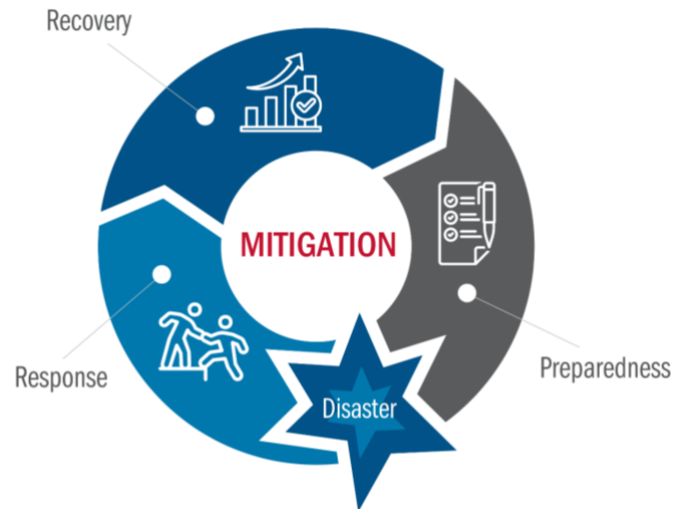 Recovery
MITIGATION
Preparedness
Response
Disaster